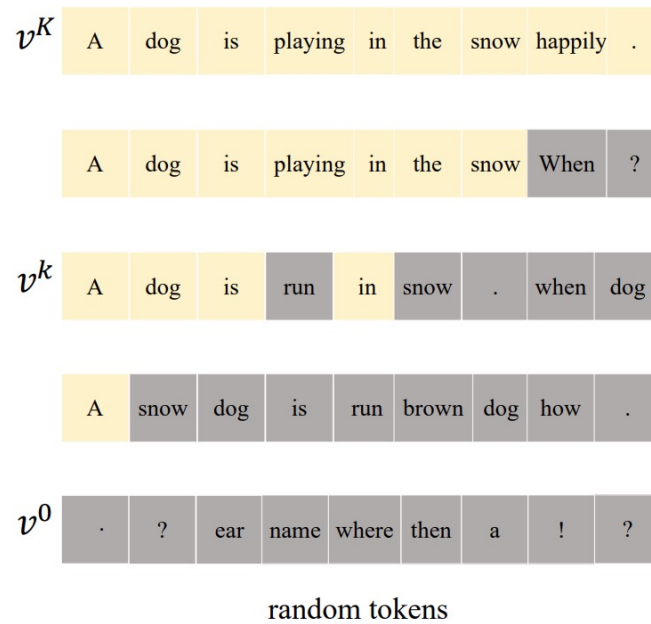 v^K A dog is playing in the snow happily .
A dog is playing in the snow When ?
v^k A dog is run in snow . when dog
A snow dog is run brown dog how .
v^0 . ? ear name where then a ! ?
random tokens